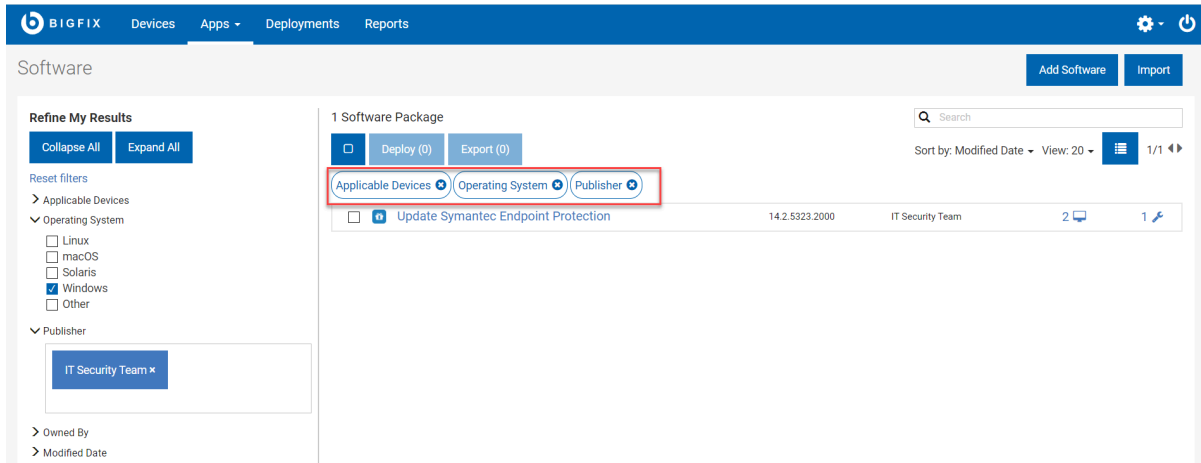 BIGFIX Devices Apps Deployments Reports
Software
Add Software Import
Refine My Results
Collapse All Expand All
Reset filters
Applicable Devices
Operating System
Linux
macOS
Solaris
Windows
Other
Publisher
IT Security Team ×
Owned By
Modified Date
1 Software Package
Search
Deploy (0) Export (0)
Sort by: Modified Date View: 20 1/1
Applicable Devices Operating System Publisher
Update Symantec Endpoint Protection 14.2.5323.2000 IT Security Team 2 1